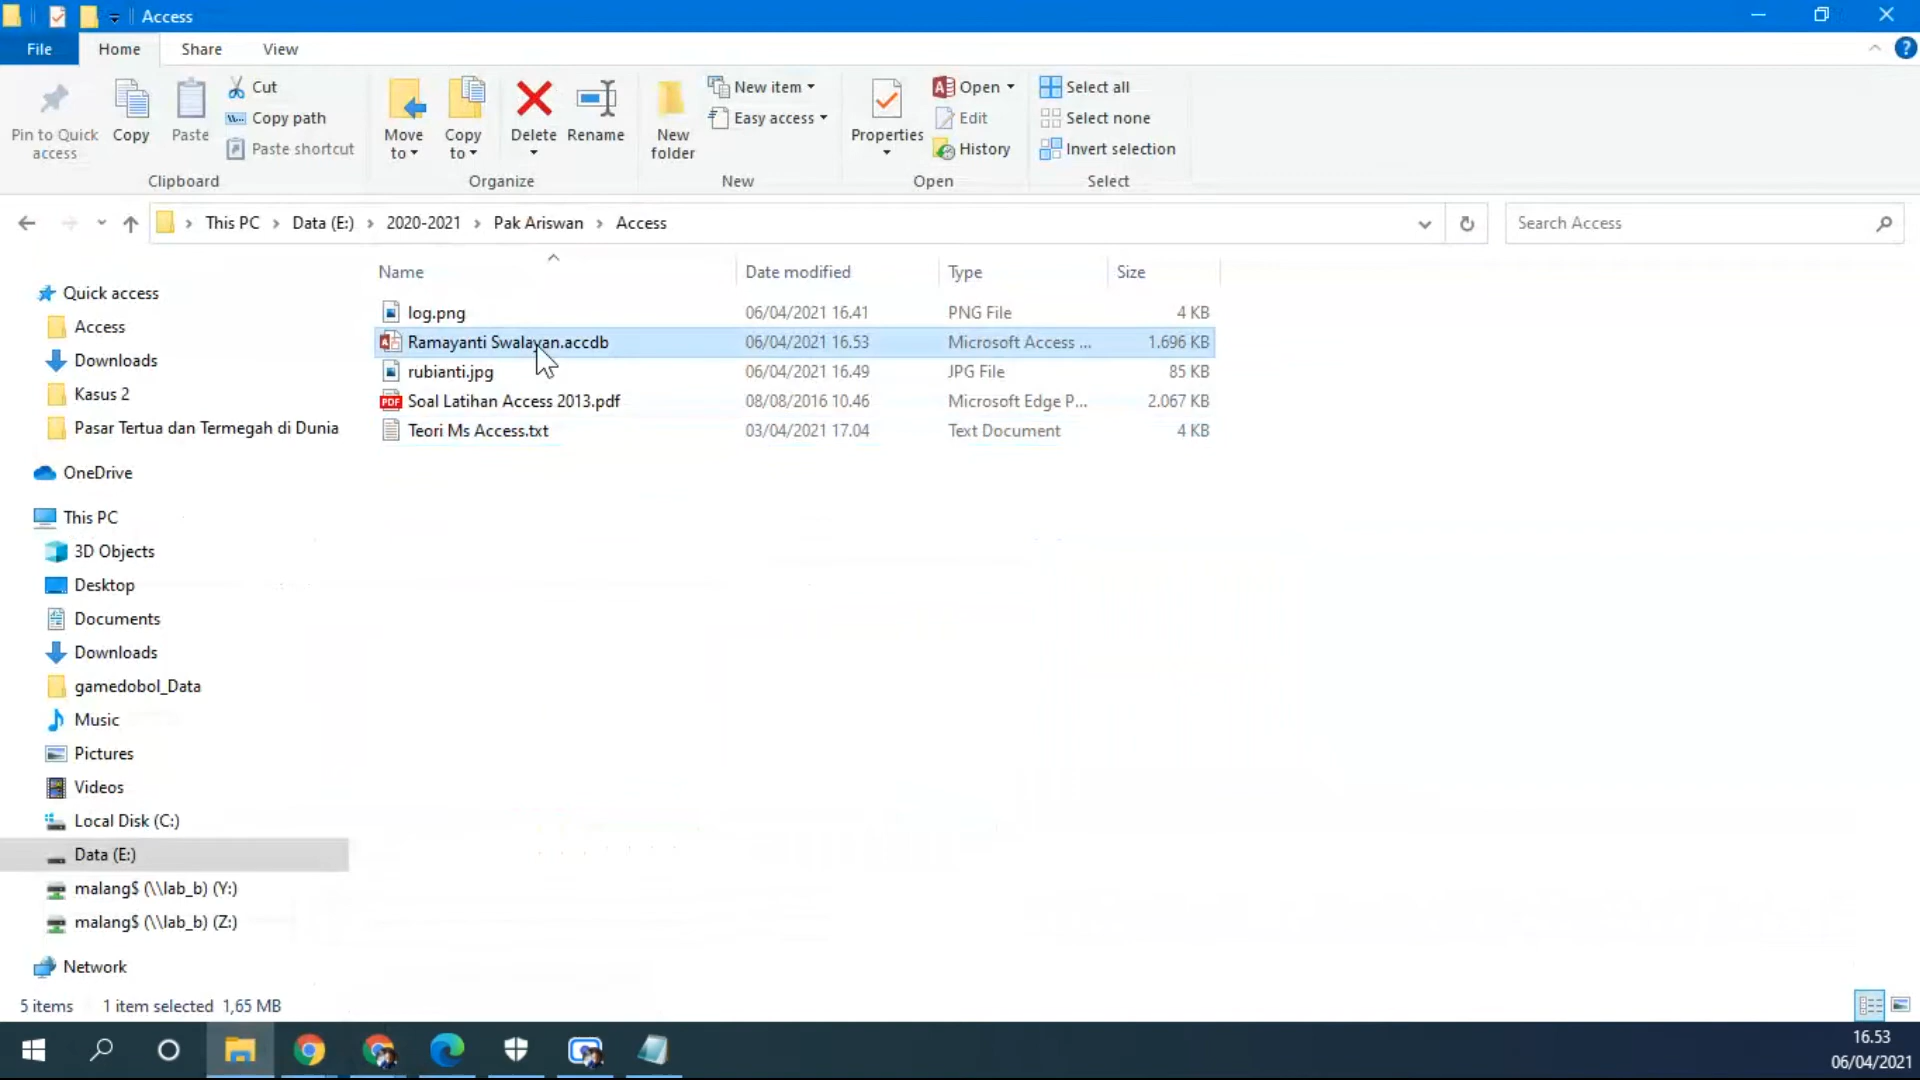 Access
File Home Share View
Pin to Quick access
Copy
Paste
Cut
Copy path
Paste shortcut
Clipboard
Move to
Copy to
Delete
Rename
Organize
New folder
New item
Easy access
New
Properties
Open
Edit
History
Open
Select all
Select none
Invert selection
Select
This PC > Data (E:) > 2020-2021 > Pak Ariswan > Access
Search Access
Name Date modified Type Size
log.png 06/04/2021 16.41 PNG File 4 KB
Ramayanti Swalayan.accdb 06/04/2021 16.53 Microsoft Access ... 1.696 KB
rubianti.jpg 06/04/2021 16.49 JPG File 85 KB
Soal Latihan Access 2013.pdf 08/08/2016 10.46 Microsoft Edge P... 2.067 KB
Teori Ms Access.txt 03/04/2021 17.04 Text Document 4 KB
Quick access
Access
Downloads
Kasus 2
Pasar Tertua dan Termegah di Dunia
OneDrive
This PC
3D Objects
Desktop
Documents
Downloads
gamedobol_Data
Music
Pictures
Videos
Local Disk (C:)
Data (E:)
malang$ (\\lab_b) (Y:)
malang$ (\\lab_b) (Z:)
Network
5 items 1 item selected 1,65 MB
16.53
06/04/2021